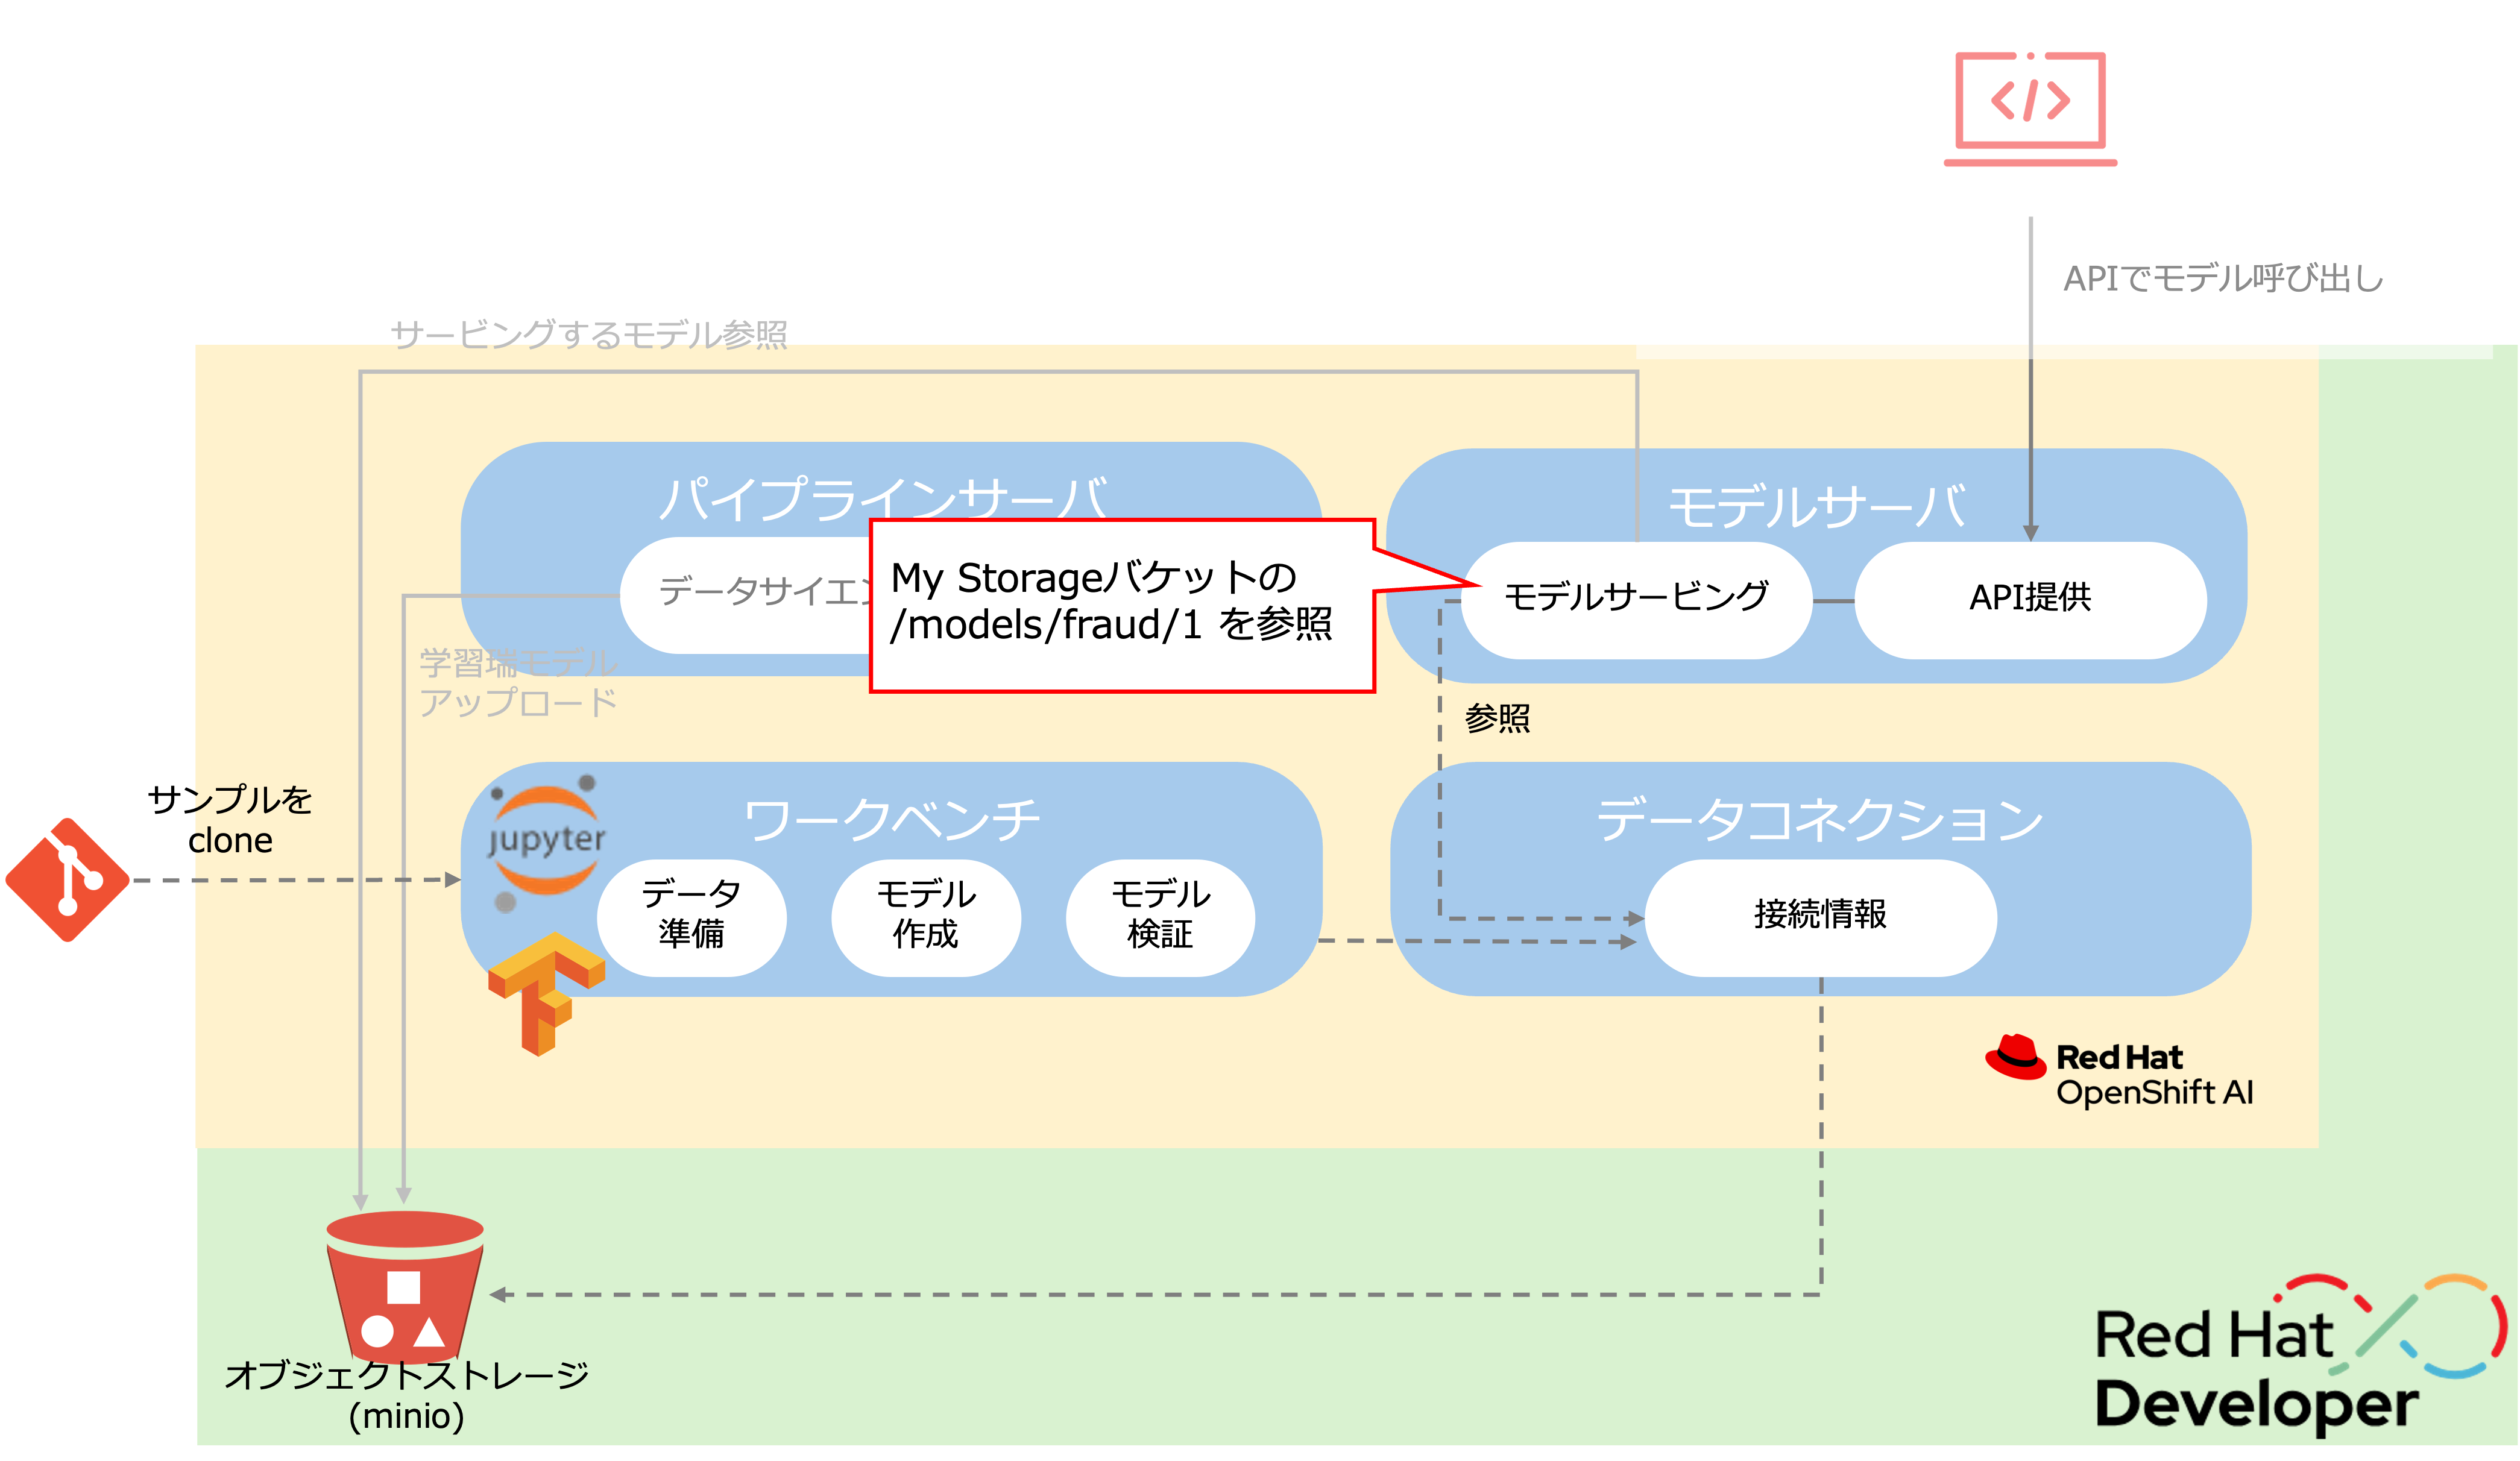 APIでモデル呼び出し
サービングするモデル参照
パイプラインサーバ
データサイエン
My Storageバケットの
/models/fraud/1 を参照
モデルサーバ
モデルサービング
API提供
学習瑞モデル
アップロード
参照
サンプルを
clone
jupyter
ワークベンチ
データ
準備
モデル
作成
モデル
検証
データコネクション
接続情報
Red Hat
OpenShift AI
オブジェクトストレージ
(minio)
Red Hat
Developer